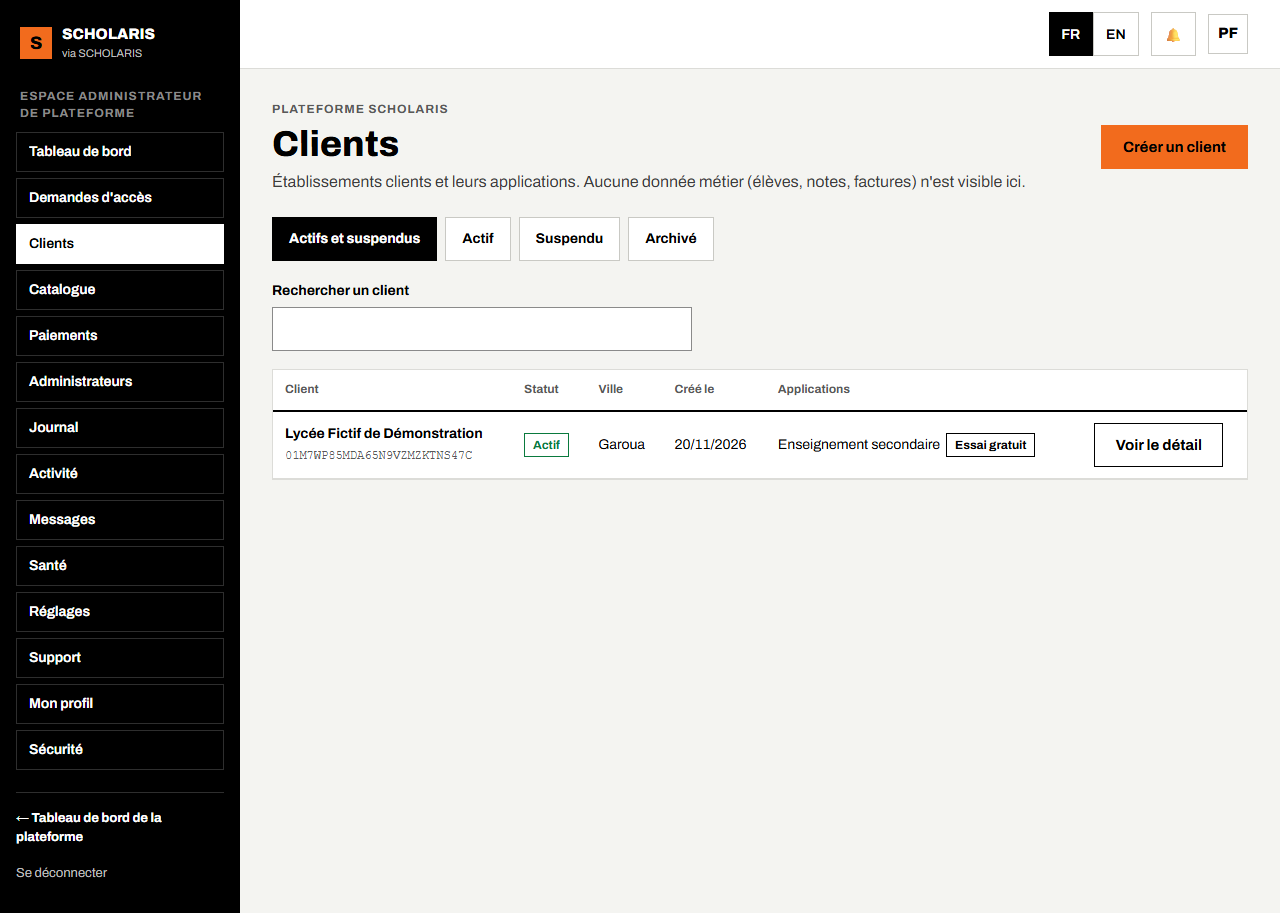 S
SCHOLARIS
via SCHOLARIS
ESPACE ADMINISTRATEUR
DE PLATEFORME
Tableau de bord
Demandes d'accès
Clients
Catalogue
Paiements
Administrateurs
Journal
Activité
Messages
Santé
Réglages
Support
Mon profil
Sécurité
← Tableau de bord de la
plateforme
Se déconnecter
FR EN PF
PLATEFORME SCHOLARIS
Clients
Créer un client
Établissements clients et leurs applications. Aucune donnée métier (élèves, notes, factures) n'est visible ici.
Actifs et suspendus Actif Suspendu Archivé
Rechercher un client
Client Statut Ville Créé le Applications
Lycée Fictif de Démonstration
01M7WP85MDA65N9VZMZKTNS47C
Actif Garoua 20/11/2026 Enseignement secondaire Essai gratuit Voir le détail